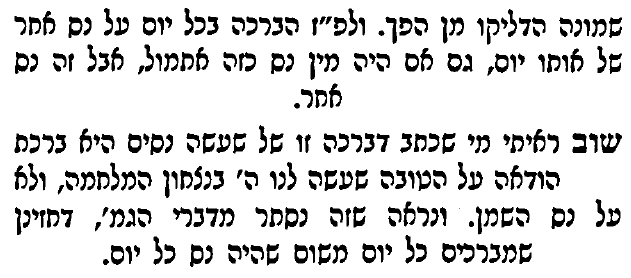 שמונה הדליקו מן הפך. ולפ״ז הברכה בכל יום על נס אחר
של אותו יום, גם אם היה מין נס כזה אתמול, אבל זה נס
אחר.
שוב ראיתי מי שכתב דברכה זו של שעשה נסים היא ברכת
הודאה על הטובה שעשה לנו ה׳ בנצחון המלחמה, ולא
על נס השמן. ונראה שזה נסתר מדברי הגמ׳, דחזינן
שמברכים כל יום משום שהיה נס כל יום.